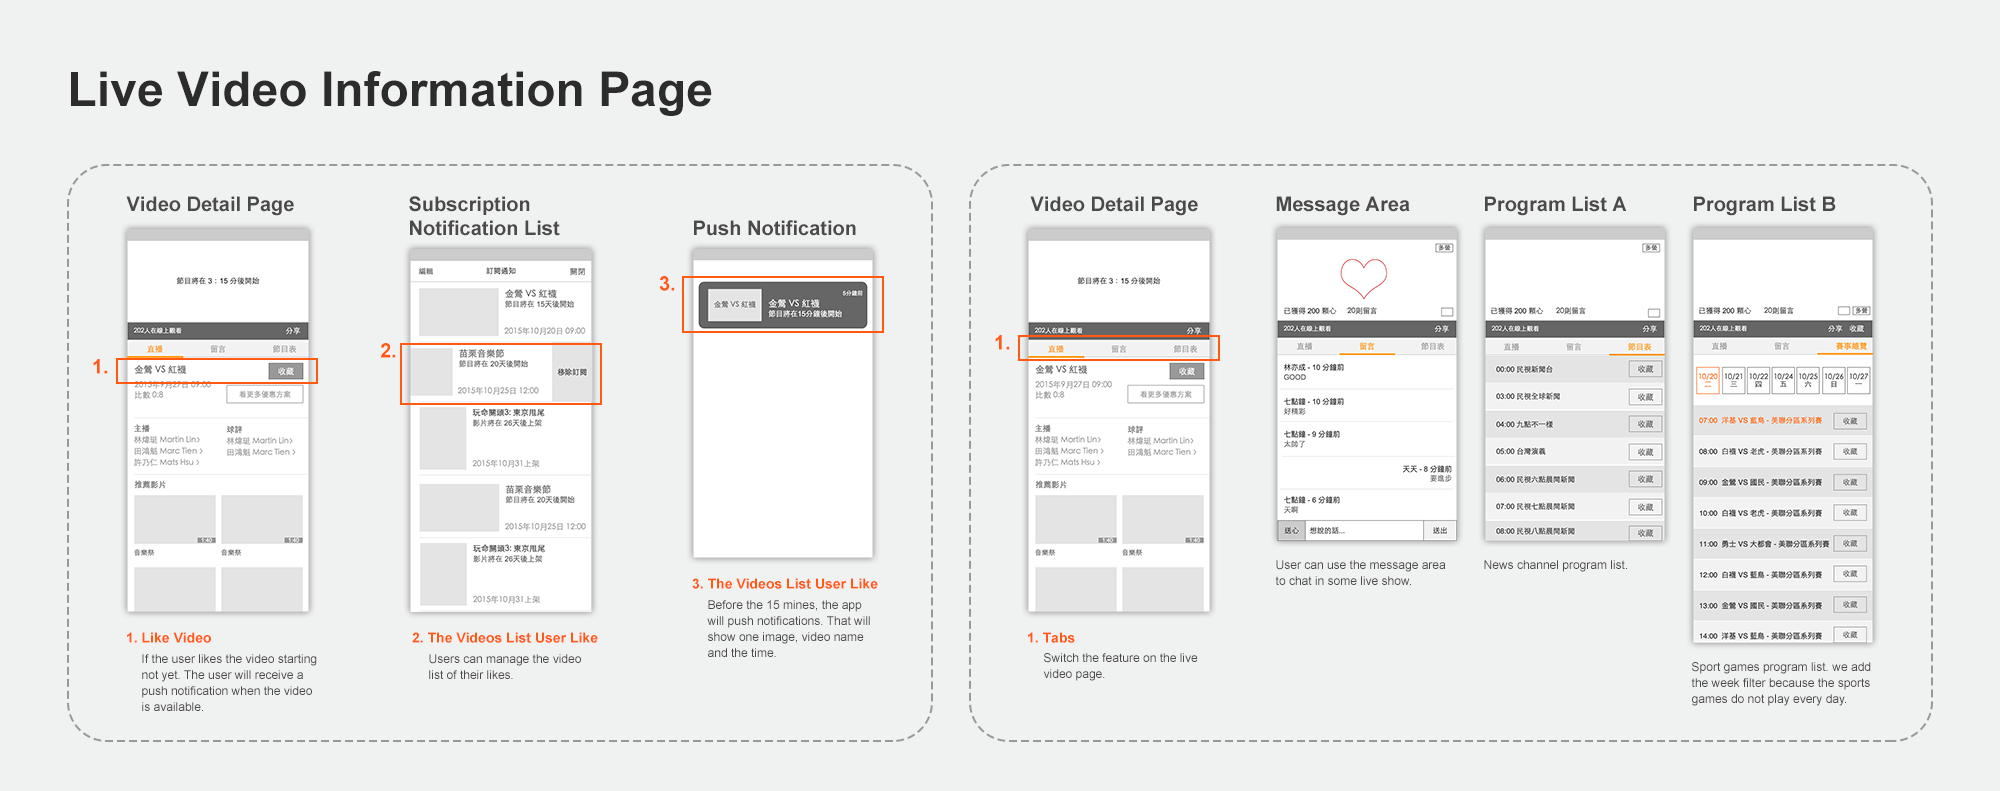 Live Video Information Page
Video Detail Page
節目將在 3：15 分後開始
202人在線上觀看
分享
直播
留言
節目表
1.
金鶯 VS 紅襪
收藏
2015年9月27日 09:00
比數 0:8
看更多優惠方案
主播
球評
林煒珽 Martin Lin>
林煒珽 Martin Lin>
田鴻魁 Marc Tien >
田鴻魁 Marc Tien >
許乃仁 Mats Hsu >
推薦影片
1:40
1:40
音樂祭
音樂祭
1. Like Video
If the user likes the video starting
not yet. The user will receive a
push notification when the video
is available.
Subscription
Notification List
編輯
訂閱通知
關閉
金鶯 VS 紅襪
節目將在 15天後開始
2015年10月20日 09:00
2.
苗栗音樂節
節目將在 20天後開始
2015年10月25日 12:00
移除訂閱
玩命關頭3: 東京甩尾
影片將在 26天後上架
2015年10月31上架
苗栗音樂節
節目將在 20天後開始
2015年10月25日 12:00
玩命關頭3: 東京甩尾
影片將在 26天後上架
2015年10月31上架
2. The Videos List User Like
Users can manage the video
list of their likes.
Push Notification
3.
金鶯 VS 紅襪
金鶯 VS 紅襪
節目將在15分鐘後開始
5分鐘前
3. The Videos List User Like
Before the 15 mines, the app
will push notifications. That will
show one image, video name
and the time.
Video Detail Page
節目將在 3：15 分後開始
202人在線上觀看
分享
1.
直播
留言
節目表
金鶯 VS 紅襪
收藏
2015年9月27日 09:00
比數 0:8
看更多優惠方案
主播
球評
林煒珽 Martin Lin>
林煒珽 Martin Lin>
田鴻魁 Marc Tien >
田鴻魁 Marc Tien >
許乃仁 Mats Hsu >
推薦影片
1:40
1:40
音樂祭
音樂祭
1. Tabs
Switch the feature on the live
video page.
Message Area
多螢
已獲得 200 顆心
20則留言
202人在線上觀看
分享
直播
留言
節目表
林亦成 - 10 分鐘前
GOOD
七點鐘 - 10 分鐘前
好精彩
七點鐘 - 9 分鐘前
太帥了
天天 - 8 分鐘前
要進步
七點鐘 - 6 分鐘前
天啊
送心
想說的話...
送出
User can use the message area
to chat in some live show.
Program List A
多螢
已獲得 200 顆心
20則留言
202人在線上觀看
分享
直播
留言
節目表
00:00 民視新聞台
收藏
03:00 民視全球新聞
收藏
04:00 九點不一樣
收藏
05:00 台灣演義
收藏
06:00 民視六點晨間新聞
收藏
07:00 民視七點晨間新聞
收藏
08:00 民視八點晨間新聞
收藏
News channel program list.
Program List B
已獲得 200 顆心
20則留言
多螢
202人在線上觀看
分享
收藏
直播
留言
賽事總覽
10/20 10/21 10/22 10/24 10/25 10/26 10/27
二 三 四 五 六 日 一
07:00 洋基 VS 藍鳥 - 美聯分區系列賽
收藏
08:00 白襪 VS 老虎 - 美聯分區系列賽
收藏
09:00 金鶯 VS 國民 - 美聯分區系列賽
收藏
10:00 白襪 VS 老虎 - 美聯分區系列賽
收藏
11:00 勇士 VS 大都會 - 美聯分區系列賽
收藏
12:00 白襪 VS 藍鳥 - 美聯分區系列賽
收藏
13:00 金鶯 VS 國民 - 美聯分區系列賽
收藏
14:00 洋基 VS 藍鳥 - 美聯分區系列賽
收藏
Sport games program list. we add
the week filter because the sports
games do not play every day.